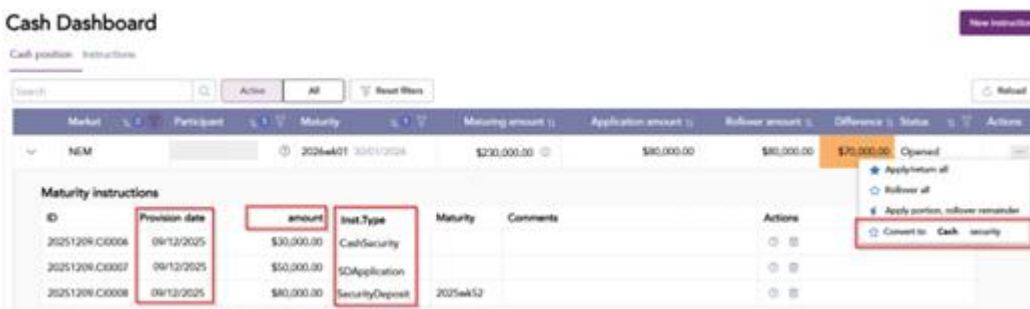 Cash Dashboard
New Instruction
Cash position Instructions
Search Active All Reset filters Reload
Market Participant Maturity Maturing amount Application amount Rollover amount Difference Status Actions
NEM 2026wk01 30/01/2026 $230,000.00 $80,000.00 $80,000.00 $70,000.00 Opened
Apply/return all
Rollover all
Apply portion, rollover remainder
Convert to Cash security
Maturity instructions
ID Provision date amount Inst.Type Maturity Comments Actions
20251209.CI0006 09/12/2025 $30,000.00 CashSecurity
20251209.CI0007 09/12/2025 $50,000.00 SDApplication
20251209.CI0008 09/12/2025 $80,000.00 SecurityDeposit 2025wk52